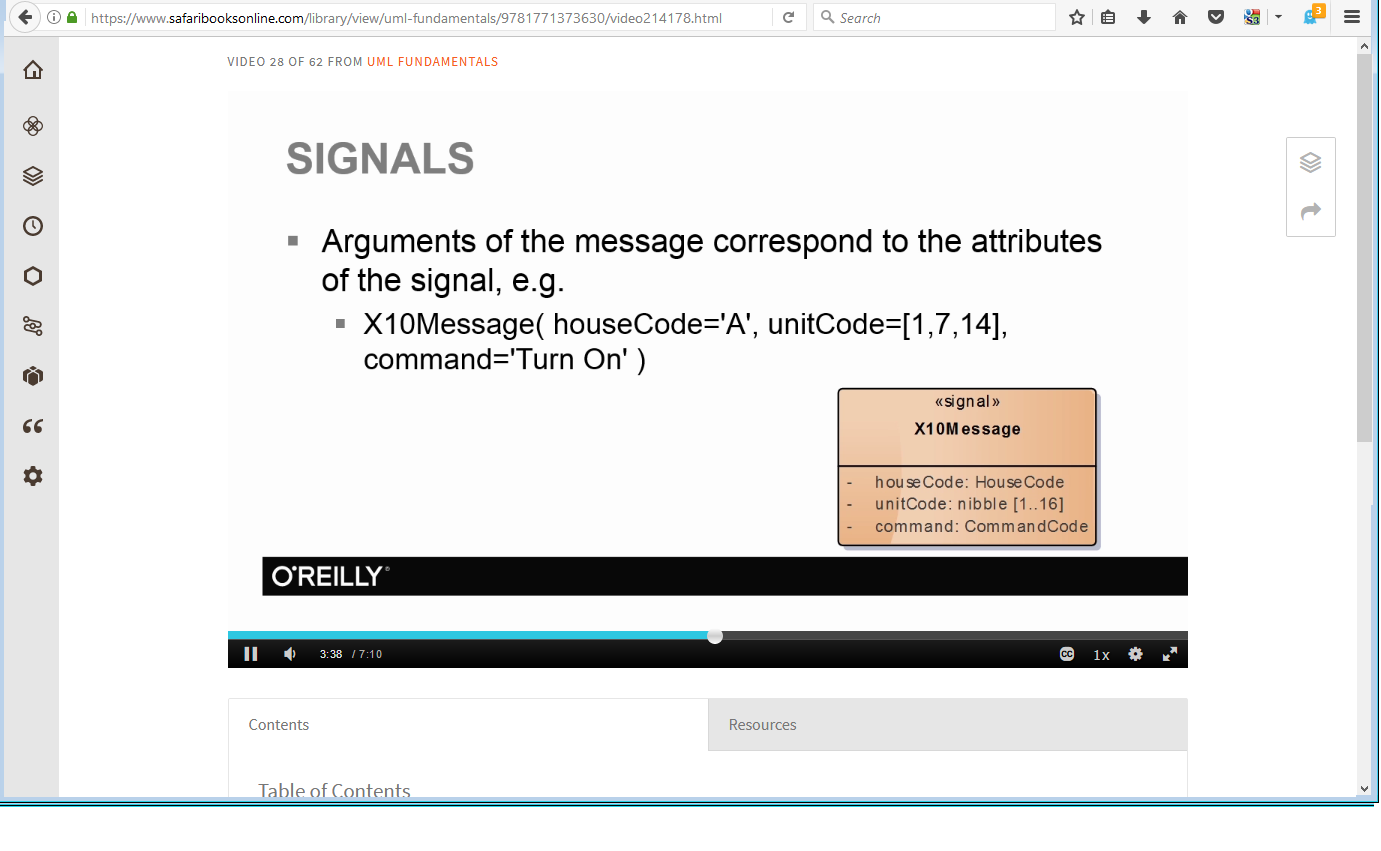 https://www.safaribooksonline.com/library/view/uml-fundamentals/9781771373630/video214178.html
Search
3
VIDEO 28 OF 62 FROM UML FUNDAMENTALS
SIGNALS
Arguments of the message correspond to the attributes
of the signal, e.g.
X10Message( houseCode='A', unitCode=[1,7,14],
command='Turn On' )
«signal»
X10Message
- houseCode: HouseCode
- unitCode: nibble [1..16]
- command: CommandCode
O'REILLY®
3:38 / 7:10
CC 1x
Contents
Resources
Table of Contents